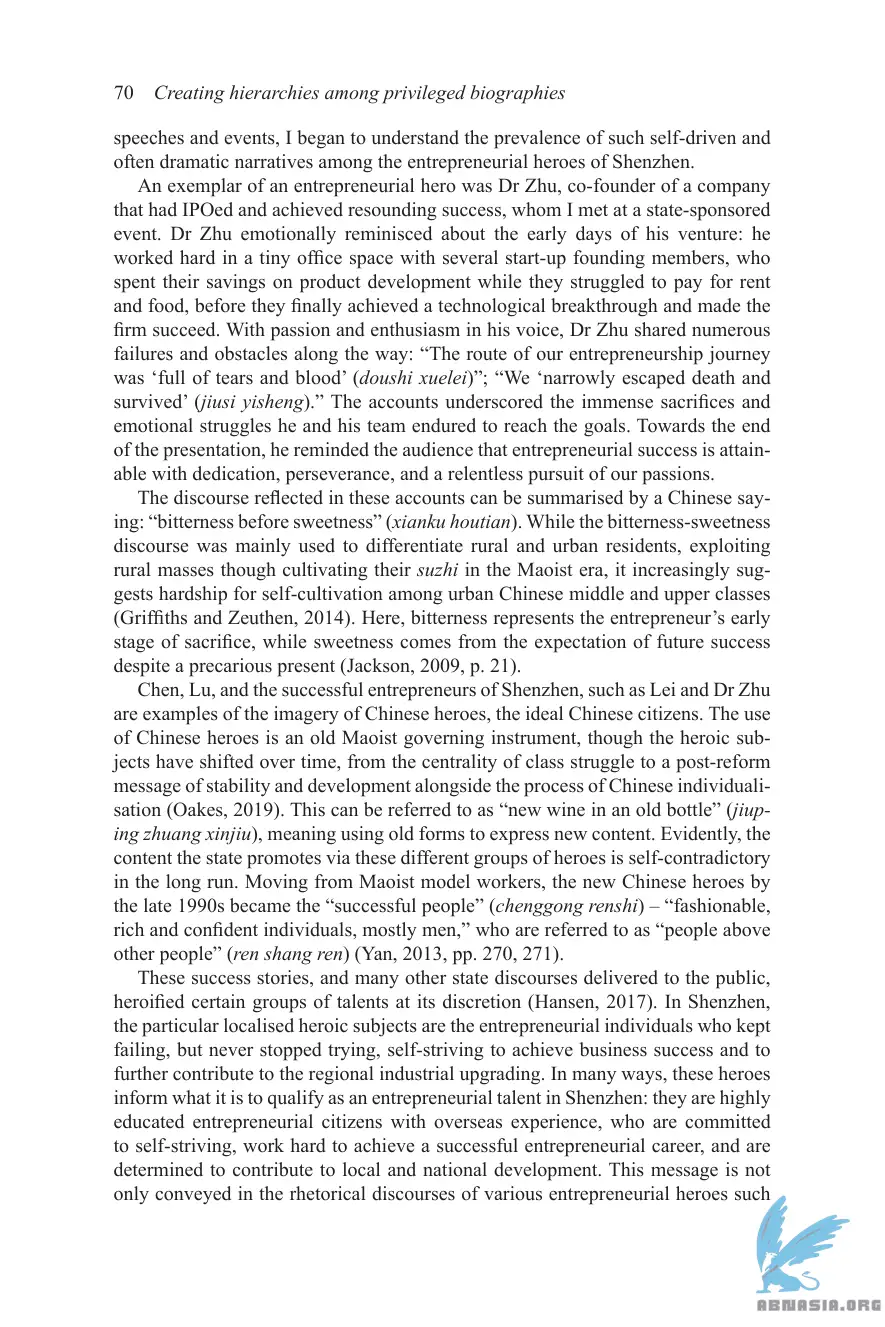 70 Creating hierarchies among privileged biographies
speeches and events, I began to understand the prevalence of such self-driven and
often dramatic narratives among the entrepreneurial heroes of Shenzhen.
An exemplar of an entrepreneurial hero was Dr Zhu, co-founder of a company
that had IPOed and achieved resounding success, whom I met at a state-sponsored
event. Dr Zhu emotionally reminisced about the early days of his venture: he
worked hard in a tiny office space with several start-up founding members, who
spent their savings on product development while they struggled to pay for rent
and food, before they finally achieved a technological breakthrough and made the
firm succeed. With passion and enthusiasm in his voice, Dr Zhu shared numerous
failures and obstacles along the way: “The route of our entrepreneurship journey
was ‘full of tears and blood’ (doushi xuelei)”; “We ‘narrowly escaped death and
survived’ (jiusi yisheng).” The accounts underscored the immense sacrifices and
emotional struggles he and his team endured to reach the goals. Towards the end
of the presentation, he reminded the audience that entrepreneurial success is attain-
able with dedication, perseverance, and a relentless pursuit of our passions.
The discourse reflected in these accounts can be summarised by a Chinese say-
ing: “bitterness before sweetness” (xianku houtian). While the bitterness-sweetness
discourse was mainly used to differentiate rural and urban residents, exploiting
rural masses though cultivating their suzhi in the Maoist era, it increasingly sug-
gests hardship for self-cultivation among urban Chinese middle and upper classes
(Griffiths and Zeuthen, 2014). Here, bitterness represents the entrepreneur’s early
stage of sacrifice, while sweetness comes from the expectation of future success
despite a precarious present (Jackson, 2009, p. 21).
Chen, Lu, and the successful entrepreneurs of Shenzhen, such as Lei and Dr Zhu
are examples of the imagery of Chinese heroes, the ideal Chinese citizens. The use
of Chinese heroes is an old Maoist governing instrument, though the heroic sub-
jects have shifted over time, from the centrality of class struggle to a post-reform
message of stability and development alongside the process of Chinese individuali-
sation (Oakes, 2019). This can be referred to as “new wine in an old bottle” (jiup-
ing zhuang xinjiu), meaning using old forms to express new content. Evidently, the
content the state promotes via these different groups of heroes is self-contradictory
in the long run. Moving from Maoist model workers, the new Chinese heroes by
the late 1990s became the “successful people” (chenggong renshi) – “fashionable,
rich and confident individuals, mostly men,” who are referred to as “people above
other people” (ren shang ren) (Yan, 2013, pp. 270, 271).
These success stories, and many other state discourses delivered to the public,
heroified certain groups of talents at its discretion (Hansen, 2017). In Shenzhen,
the particular localised heroic subjects are the entrepreneurial individuals who kept
failing, but never stopped trying, self-striving to achieve business success and to
further contribute to the regional industrial upgrading. In many ways, these heroes
inform what it is to qualify as an entrepreneurial talent in Shenzhen: they are highly
educated entrepreneurial citizens with overseas experience, who are committed
to self-striving, work hard to achieve a successful entrepreneurial career, and are
determined to contribute to local and national development. This message is not
only conveyed in the rhetorical discourses of various entrepreneurial heroes such
ABNASIA.ORG